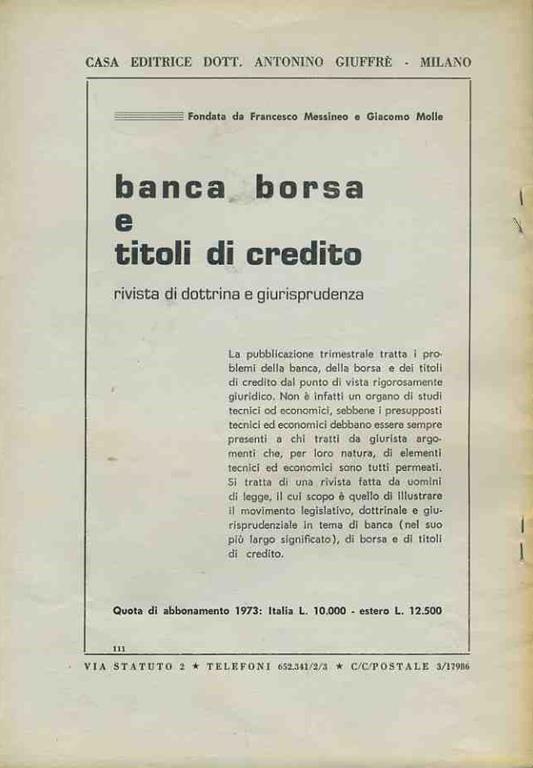 CASA EDITRICE DOTT. ANTONINO GIUFFRÈ - MILANO
Fondata da Francesco Messineo e Giacomo Molle
banca borsa
e
titoli di credito
rivista di dottrina e giurisprudenza
La pubblicazione trimestrale tratta i pro-
blemi della banca, della borsa e dei titoli
di credito dal punto di vista rigorosamente
giuridico. Non è infatti un organo di studi
tecnici od economici, sebbene i presupposti
tecnici ed economici debbano essere sempre
presenti a chi tratti da giurista argo-
menti che, per loro natura, di elementi
tecnici ed economici sono tutti permeati.
Si tratta di una rivista fatta da uomini
di legge, il cui scopo è quello di illustrare
il movimento legislativo, dottrinale e giu-
risprudenziale in tema di banca (nel suo
più largo significato), di borsa e di titoli
di credito.
Quota di abbonamento 1973: Italia L. 10.000 - estero L. 12.500
111
VIA STATUTO 2 ★ TELEFONI 652.341/2/3 ★ C/C/POSTALE 3/17986